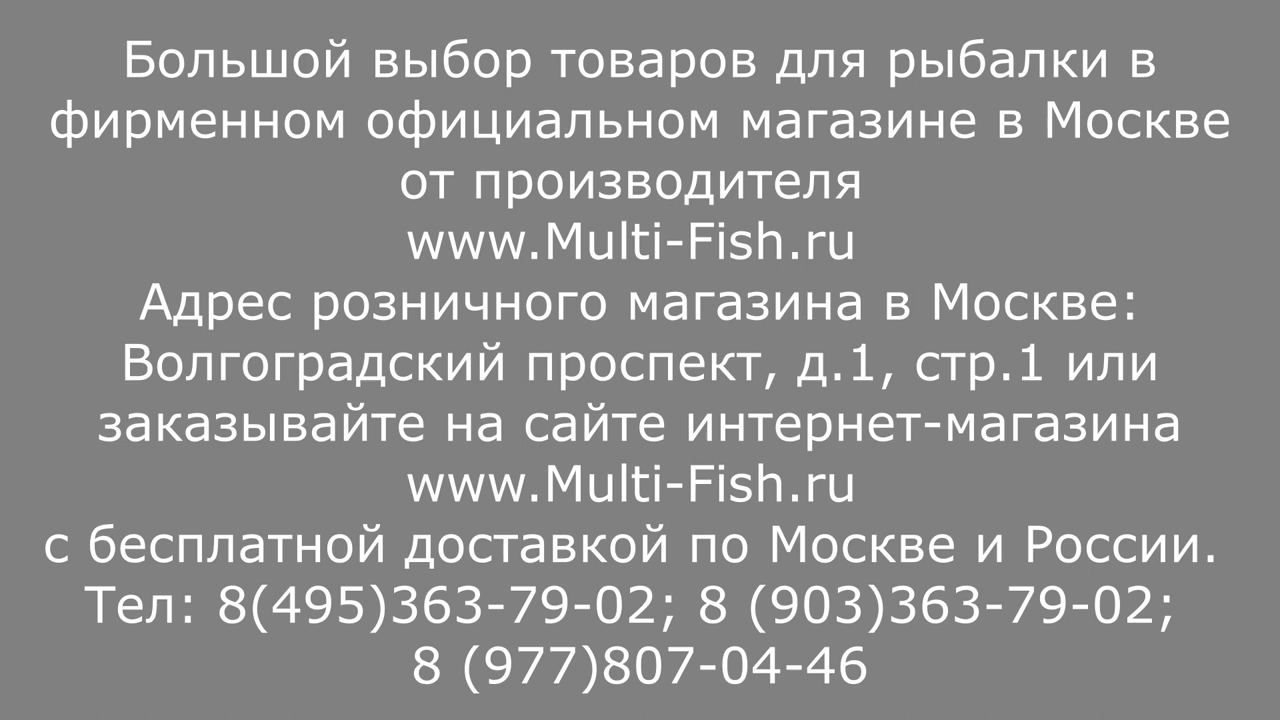 Большой выбор товаров для рыбалки в
фирменном официальном магазине в Москве
от производителя
www.Multi-Fish.ru
Адрес розничного магазина в Москве:
Волгоградский проспект, д.1, стр.1 или
заказывайте на сайте интернет-магазина
www.Multi-Fish.ru
с бесплатной доставкой по Москве и России.
Тел: 8(495)363-79-02; 8 (903)363-79-02;
8 (977)807-04-46